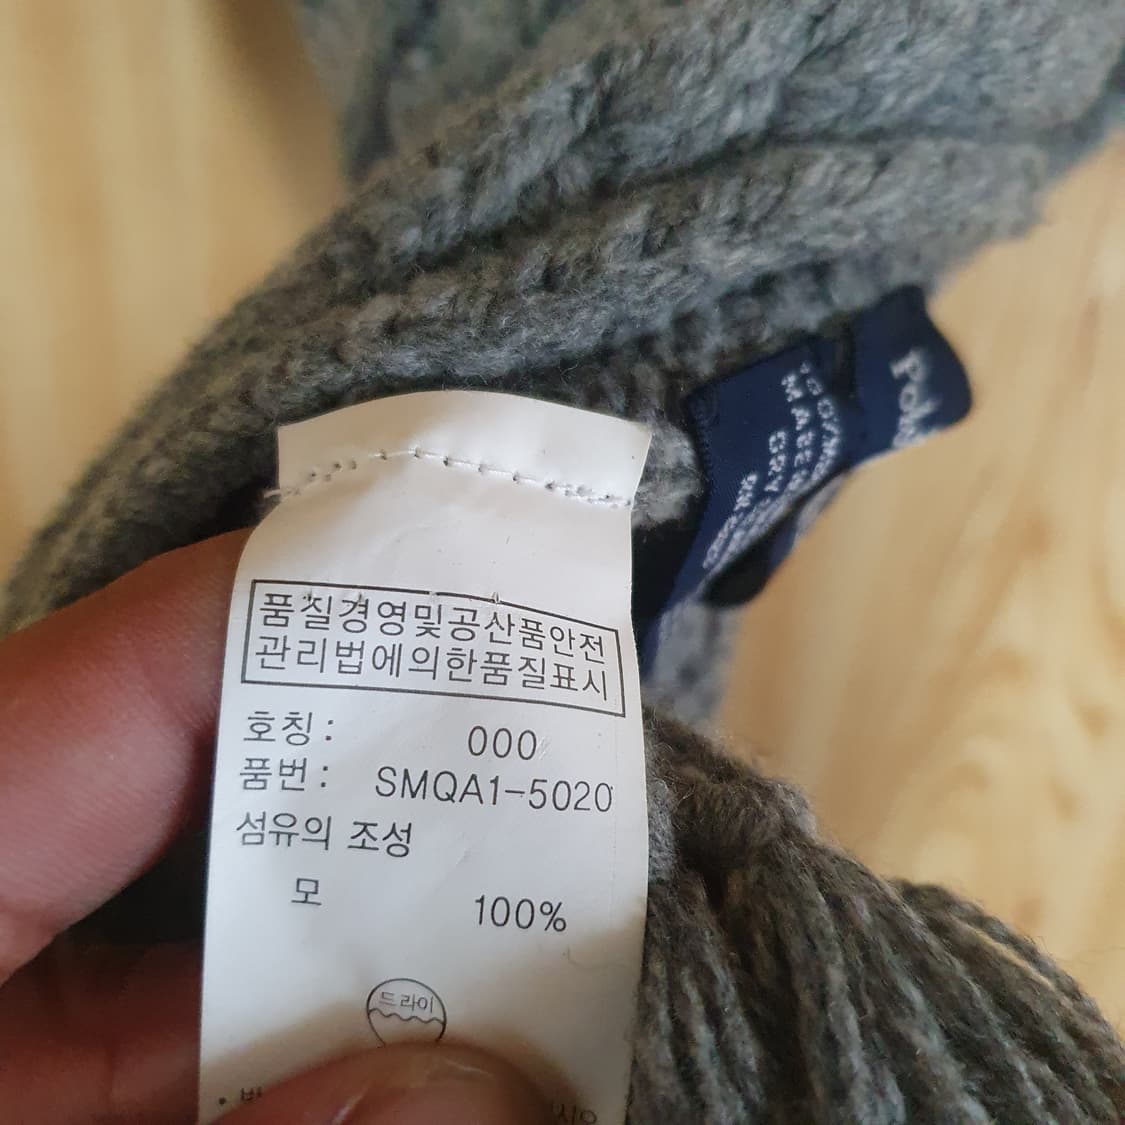 품질경영및공산품안전
관리법에의한품질표시
호칭: 000
품번: SMQA1-5020
섬유의 조성
모 100%
드라이